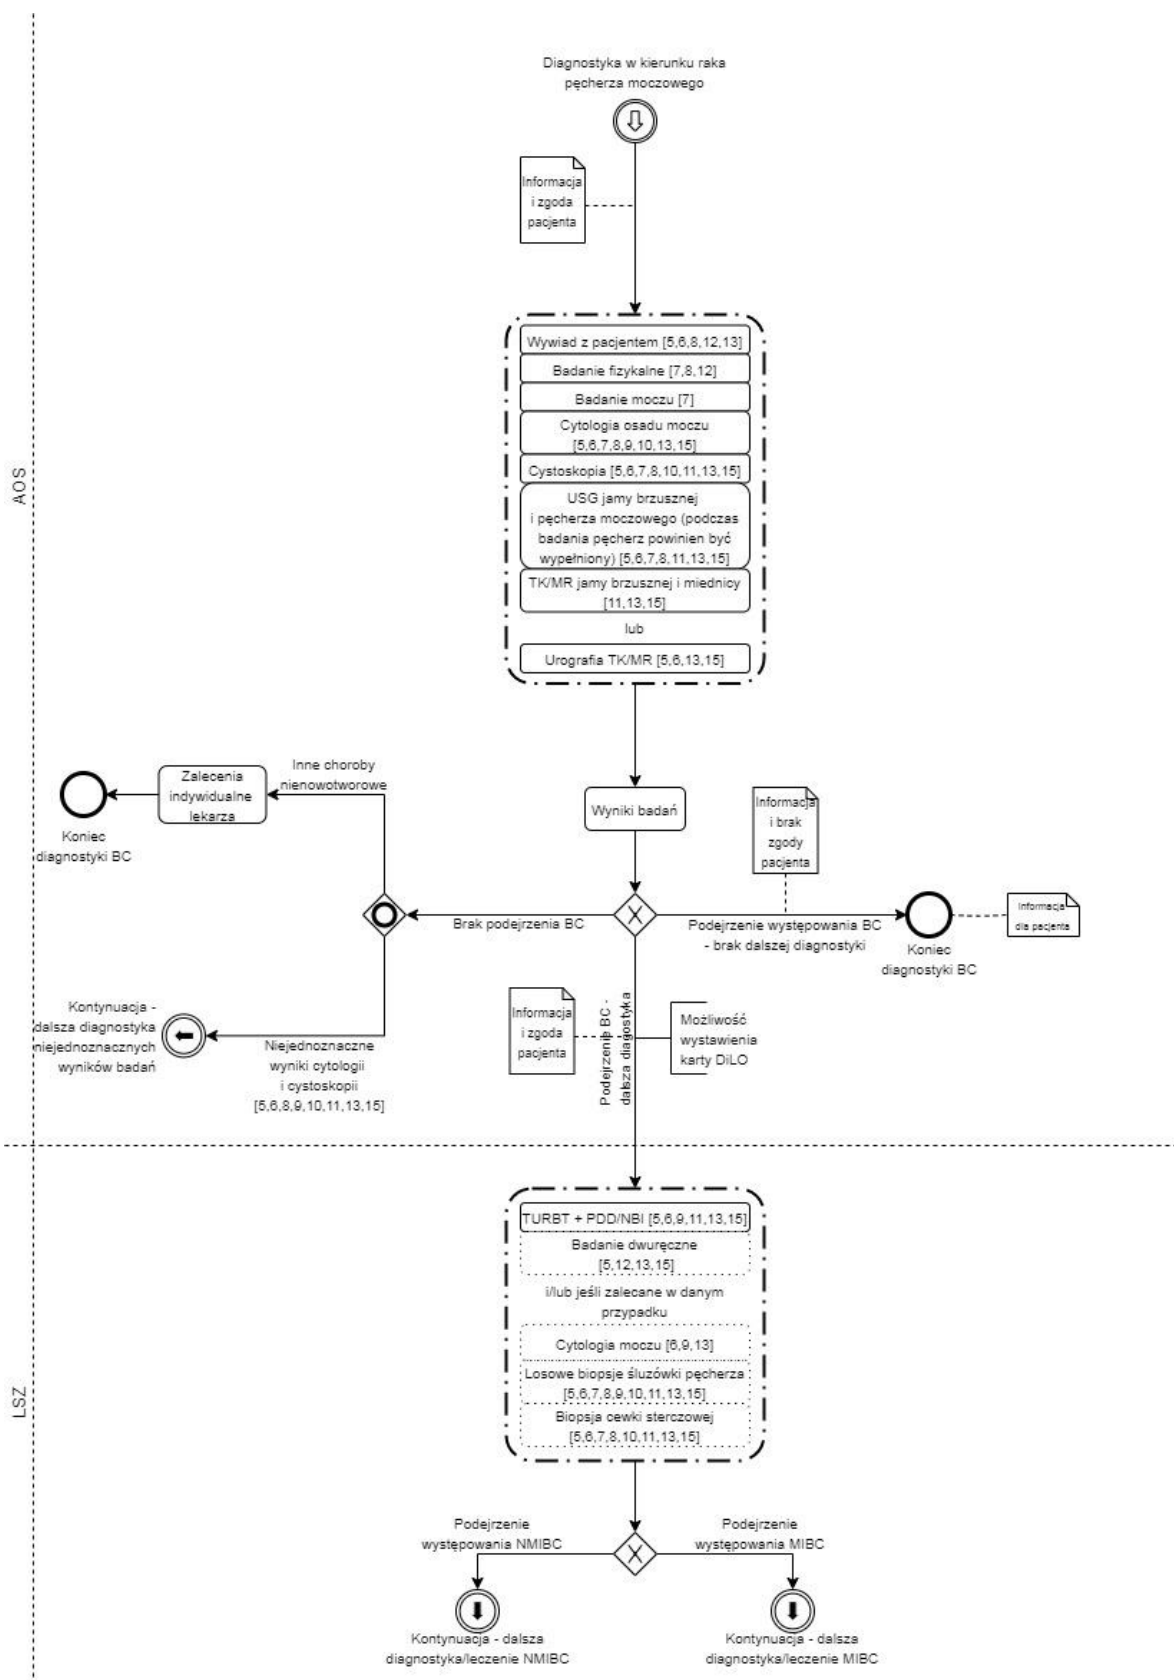 Diagnostyka w kierunku raka
pęcherza moczowego
Informacja
i zgoda
pacjenta
AOS
Wywiad z pacjentem [5,6,8,12,13]
Badanie fizykalne [7,8,12]
Badanie moczu [7]
Cytologia osadu moczu
[5,6,7,8,9,10,13,15]
Cystoskopia [5,6,7,8,10,11,13,15]
USG jamy brzusznej
i pęcherza moczowego (podczas
badania pęcherz powinien być
wypełniony) [5,6,7,8,11,13,15]
TK/MR jamy brzusznej i miednicy
[11,13,15]
lub
Urografia TK/MR [5,6,13,15]
Inne choroby
nienowotworowe
Zalecenia
indywidualne
lekarza
Koniec
diagnostyki BC
Wyniki badań
Informacja
i brak
zgody
pacjenta
Brak podejrzenia BC
X
Podejrzenie występowania BC
- brak dalszej diagnostyki
Koniec
diagnostyki BC
Informacja
dla pacjenta
Kontynuacja -
dalsza diagnostyka
niejednoznacznych
wyników badań
Niejednoznaczne
wyniki cytologii
i cystoskopii
[5,6,8,9,10,11,13,15]
Informacja
i zgoda
pacjenta
Podejrzenie BC -
dalsza diagnostyka
Możliwość
wystawienia
karty DiLO
LSZ
TURBT + PDD/NBI [5,6,9,11,13,15]
Badanie dwuręczne
[5,12,13,15]
i/lub jeśli zalecane w danym
przypadku
Cytologia moczu [6,9,13]
Losowe biopsje śluzówki pęcherza
[5,6,7,8,9,10,11,13,15]
Biopsja cewki sterczowej
[5,6,7,8,10,11,13,15]
Podejrzenie
występowania NMIBC
X
Podejrzenie
występowania MIBC
Kontynuacja - dalsza
diagnostyka/leczenie NMIBC
Kontynuacja - dalsza
diagnostyka/leczenie MIBC